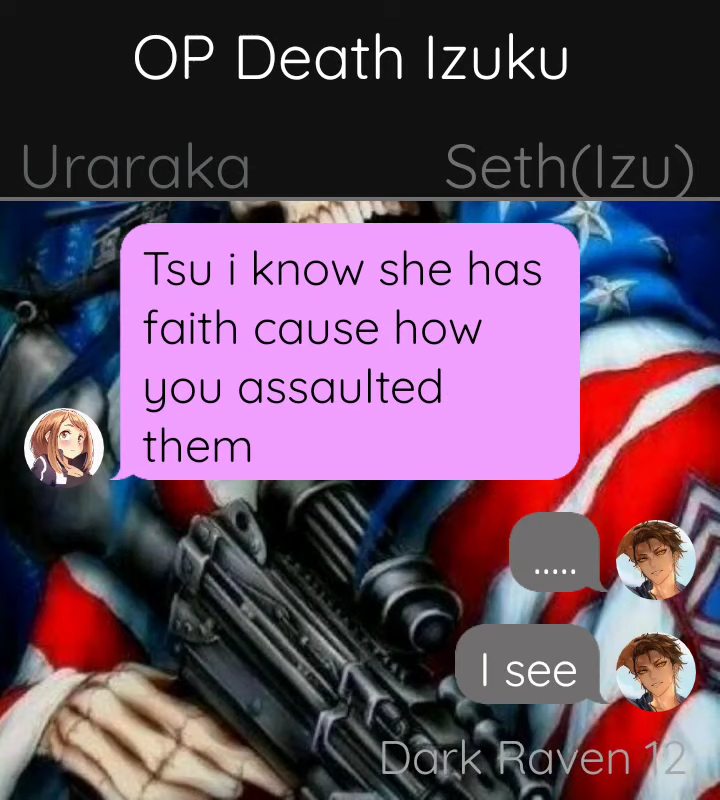 OP Death Izuku
Uraraka
Seth(Izu)
Tsu i know she has
faith cause how
you assaulted
them
.....
I see
Dark Raven 12